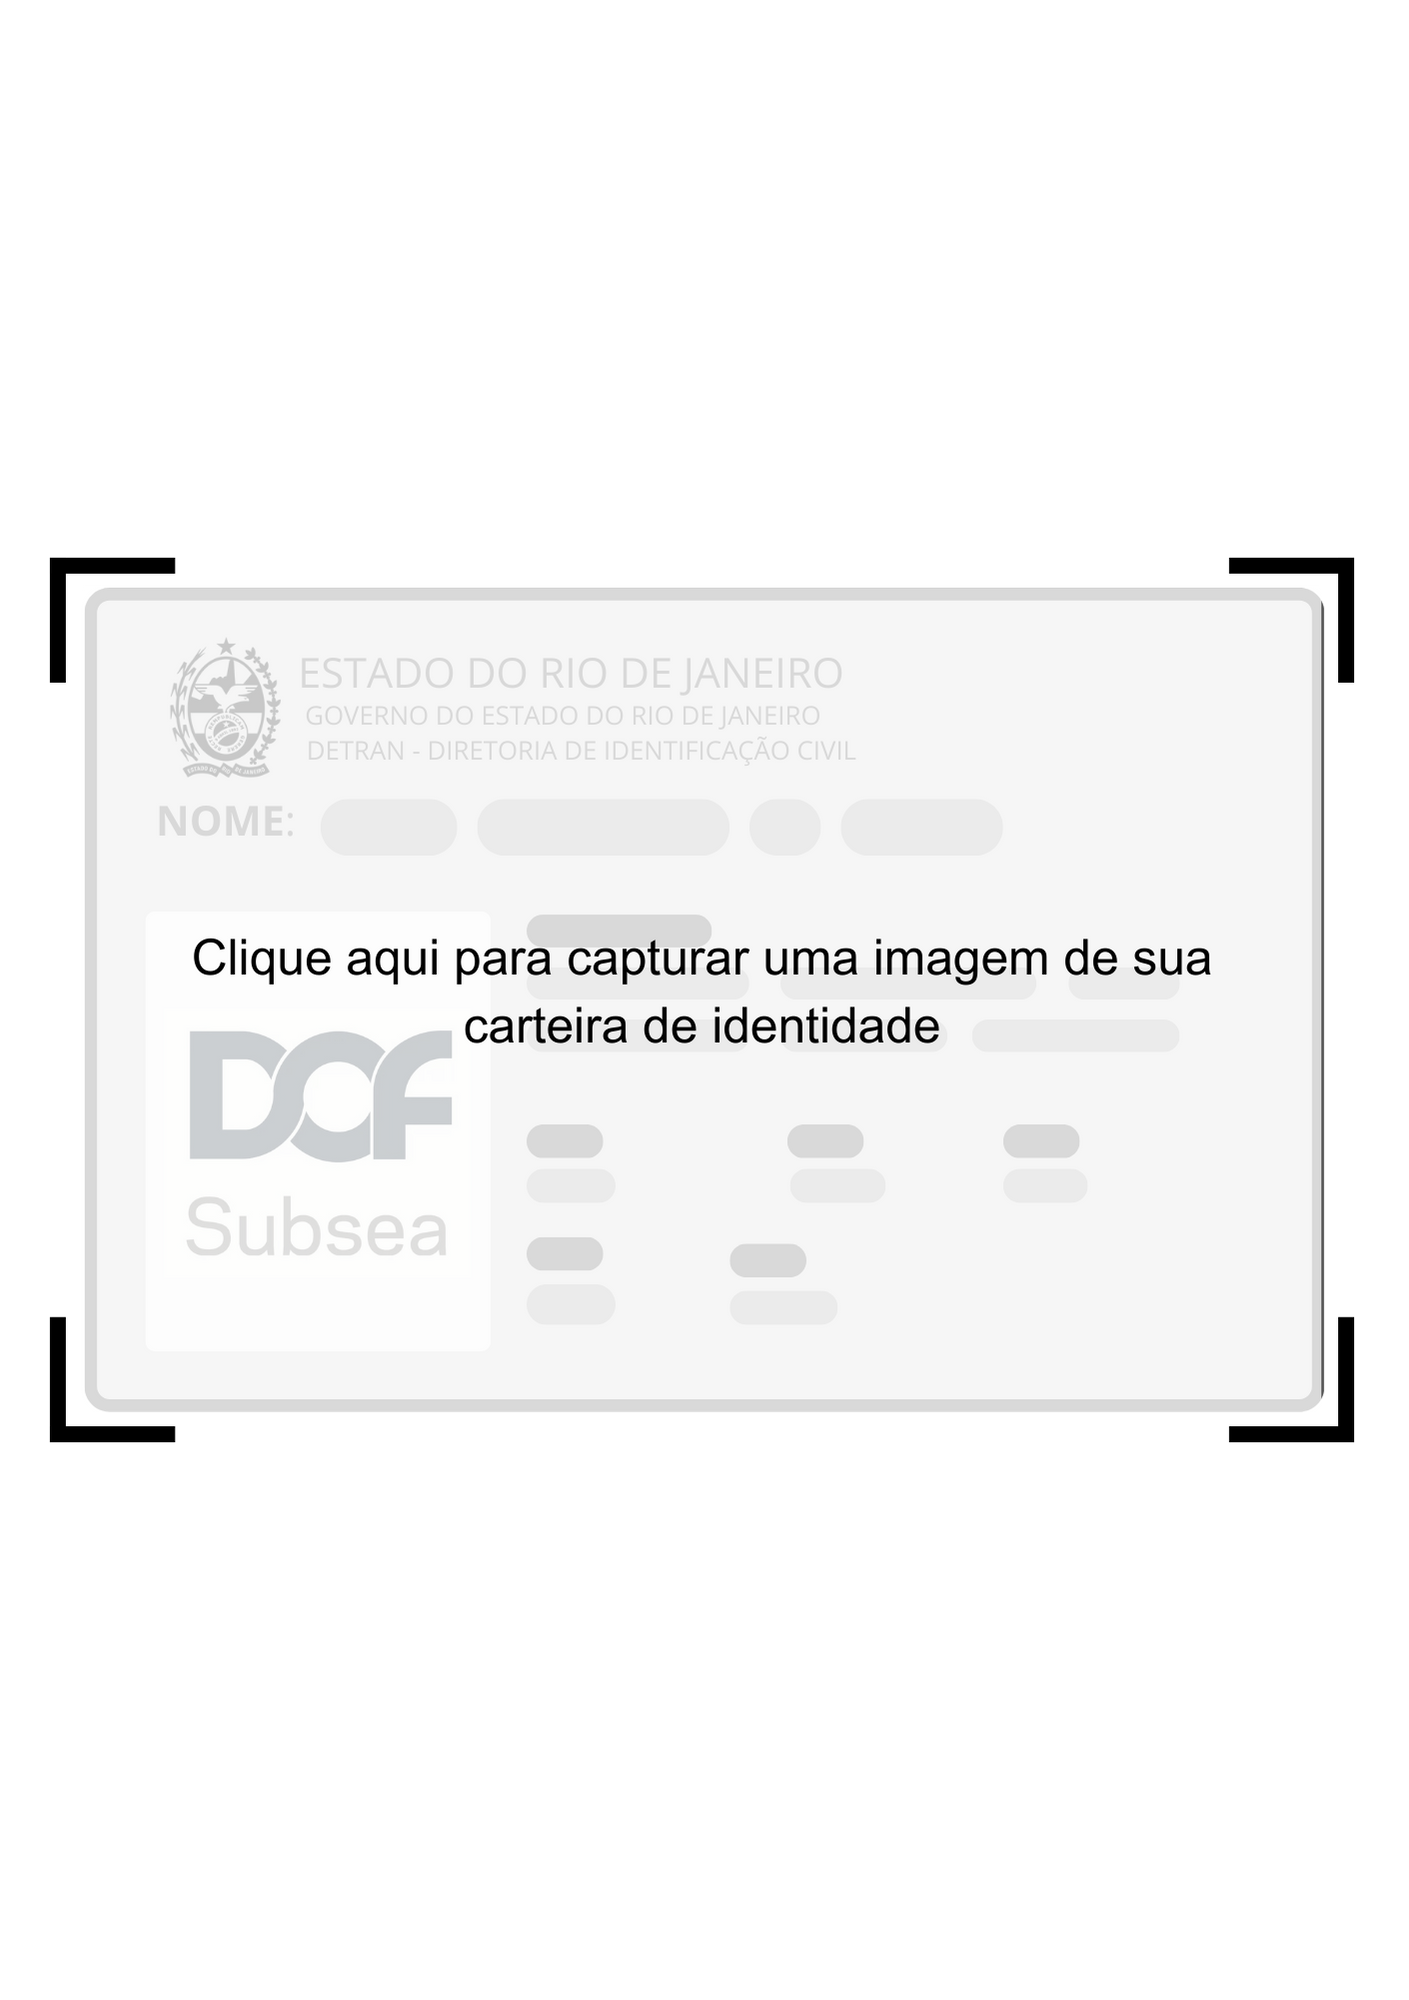 ESTADO DO RIO DE JANEIRO
GOVERNO DO ESTADO DO RIO DE JANEIRO
DETRAN - DIRETORIA DE IDENTIFICAÇÃO CIVIL
NOME:
Clique aqui para capturar uma imagem de sua
carteira de identidade
DOF
Subsea